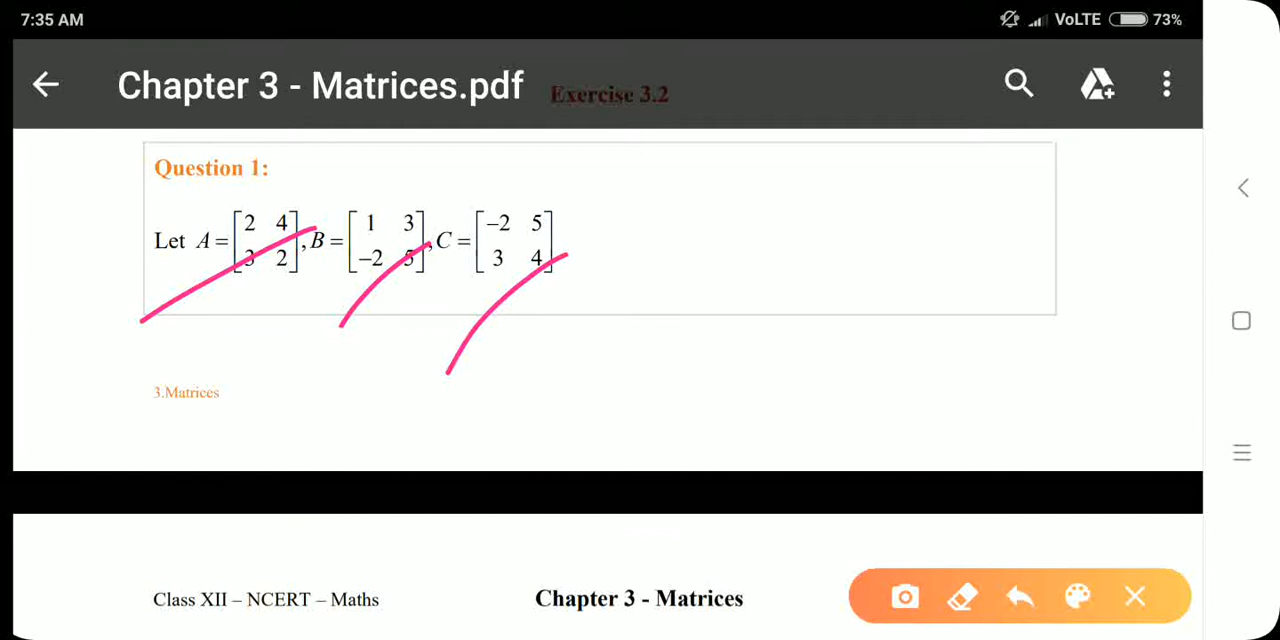 7:35 AM VoLTE 73%
Chapter 3 - Matrices.pdf
Exercise 3.2
Question 1:
Let A = [2 4; 3 2], B = [1 3; –2 5], C = [–2 5; 3 4]
3.Matrices
Class XII – NCERT – Maths Chapter 3 - Matrices